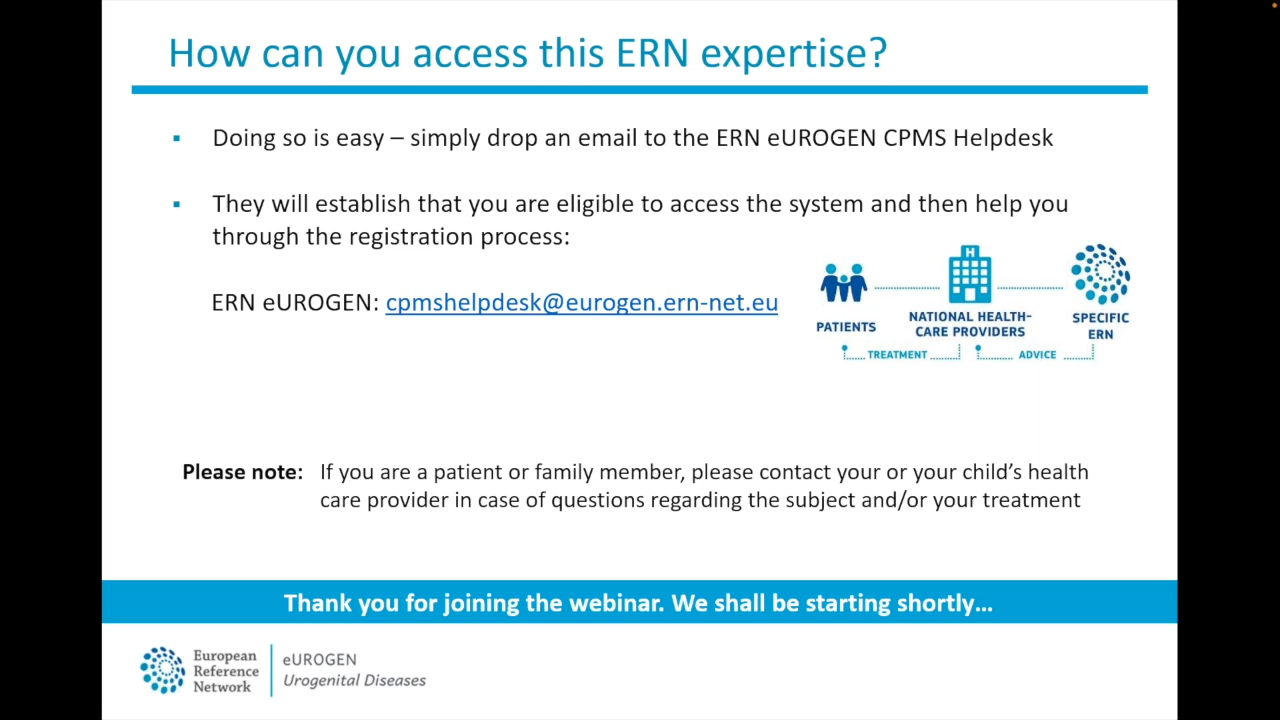 How can you access this ERN expertise?
▪ Doing so is easy – simply drop an email to the ERN eUROGEN CPMS Helpdesk
▪ They will establish that you are eligible to access the system and then help you
through the registration process:
ERN eUROGEN: cpmshelpdesk@eurogen.ern-net.eu
H
PATIENTS
NATIONAL HEALTH-
CARE PROVIDERS
SPECIFIC
ERN
TREATMENT
ADVICE
Please note: If you are a patient or family member, please contact your or your child’s health
care provider in case of questions regarding the subject and/or your treatment
Thank you for joining the webinar. We shall be starting shortly…
European
Reference
Network
eUROGEN
Urogenital Diseases